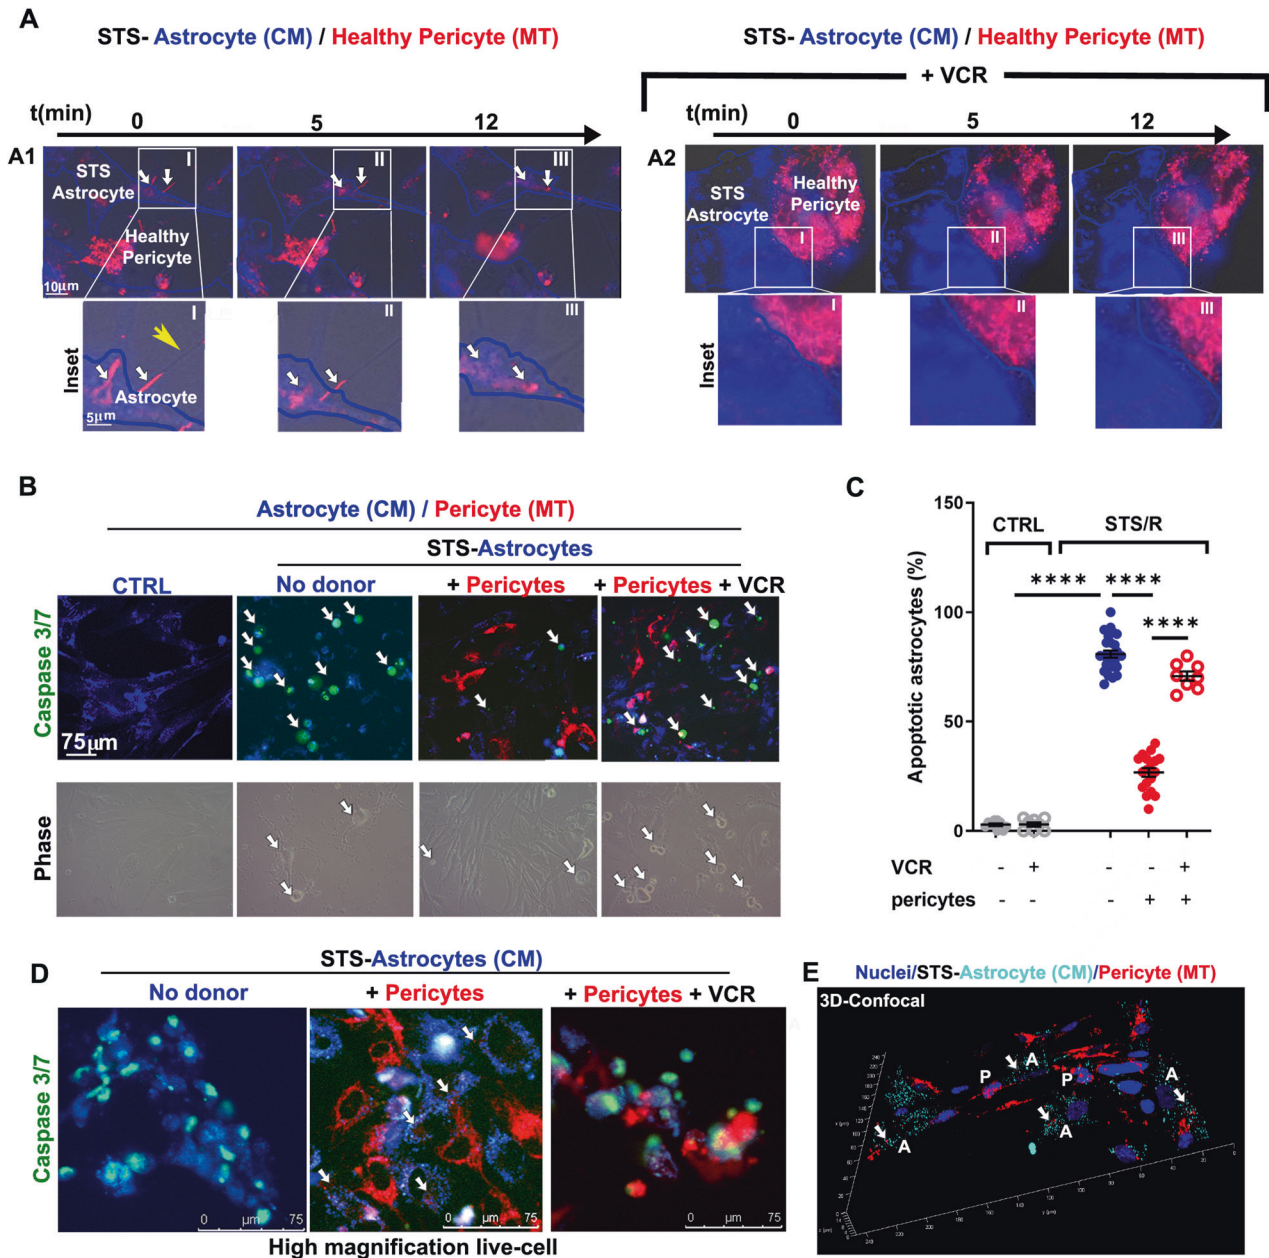 A
STS- Astrocyte (CM) / Healthy Pericyte (MT)
t(min) 0 5 12
A1
STS Astrocyte
Healthy Pericyte
I II III
10µm
Inset
I II III
Astrocyte
5µm
STS- Astrocyte (CM) / Healthy Pericyte (MT)
+ VCR
0 5 12
t(min)
A2
STS Astrocyte
Healthy Pericyte
I II III
Inset
I II III
B
Astrocyte (CM) / Pericyte (MT)
STS-Astrocytes
CTRL No donor + Pericytes + Pericytes + VCR
Caspase 3/7
75µm
Phase
C
150
100
50
0
Apoptotic astrocytes (%)
CTRL STS/R
**** ****
****
VCR - + - - +
pericytes - - - + +
D
STS-Astrocytes (CM)
No donor + Pericytes + Pericytes + VCR
Caspase 3/7
0 µm 75
0 µm 75
0 µm 75
High magnification live-cell
E
Nuclei/STS-Astrocyte (CM)/Pericyte (MT)
3D-Confocal
A
P P A
A A